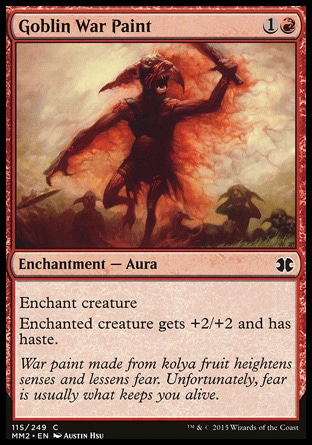 Goblin War Paint 1
Enchantment — Aura
Enchant creature
Enchanted creature gets +2/+2 and has
haste.
War paint made from kolya fruit heightens
senses and lessens fear. Unfortunately, fear
is usually what keeps you alive.
115/249 C
MM2 • EN Austin Hsu
™ & © 2015 Wizards of the Coast